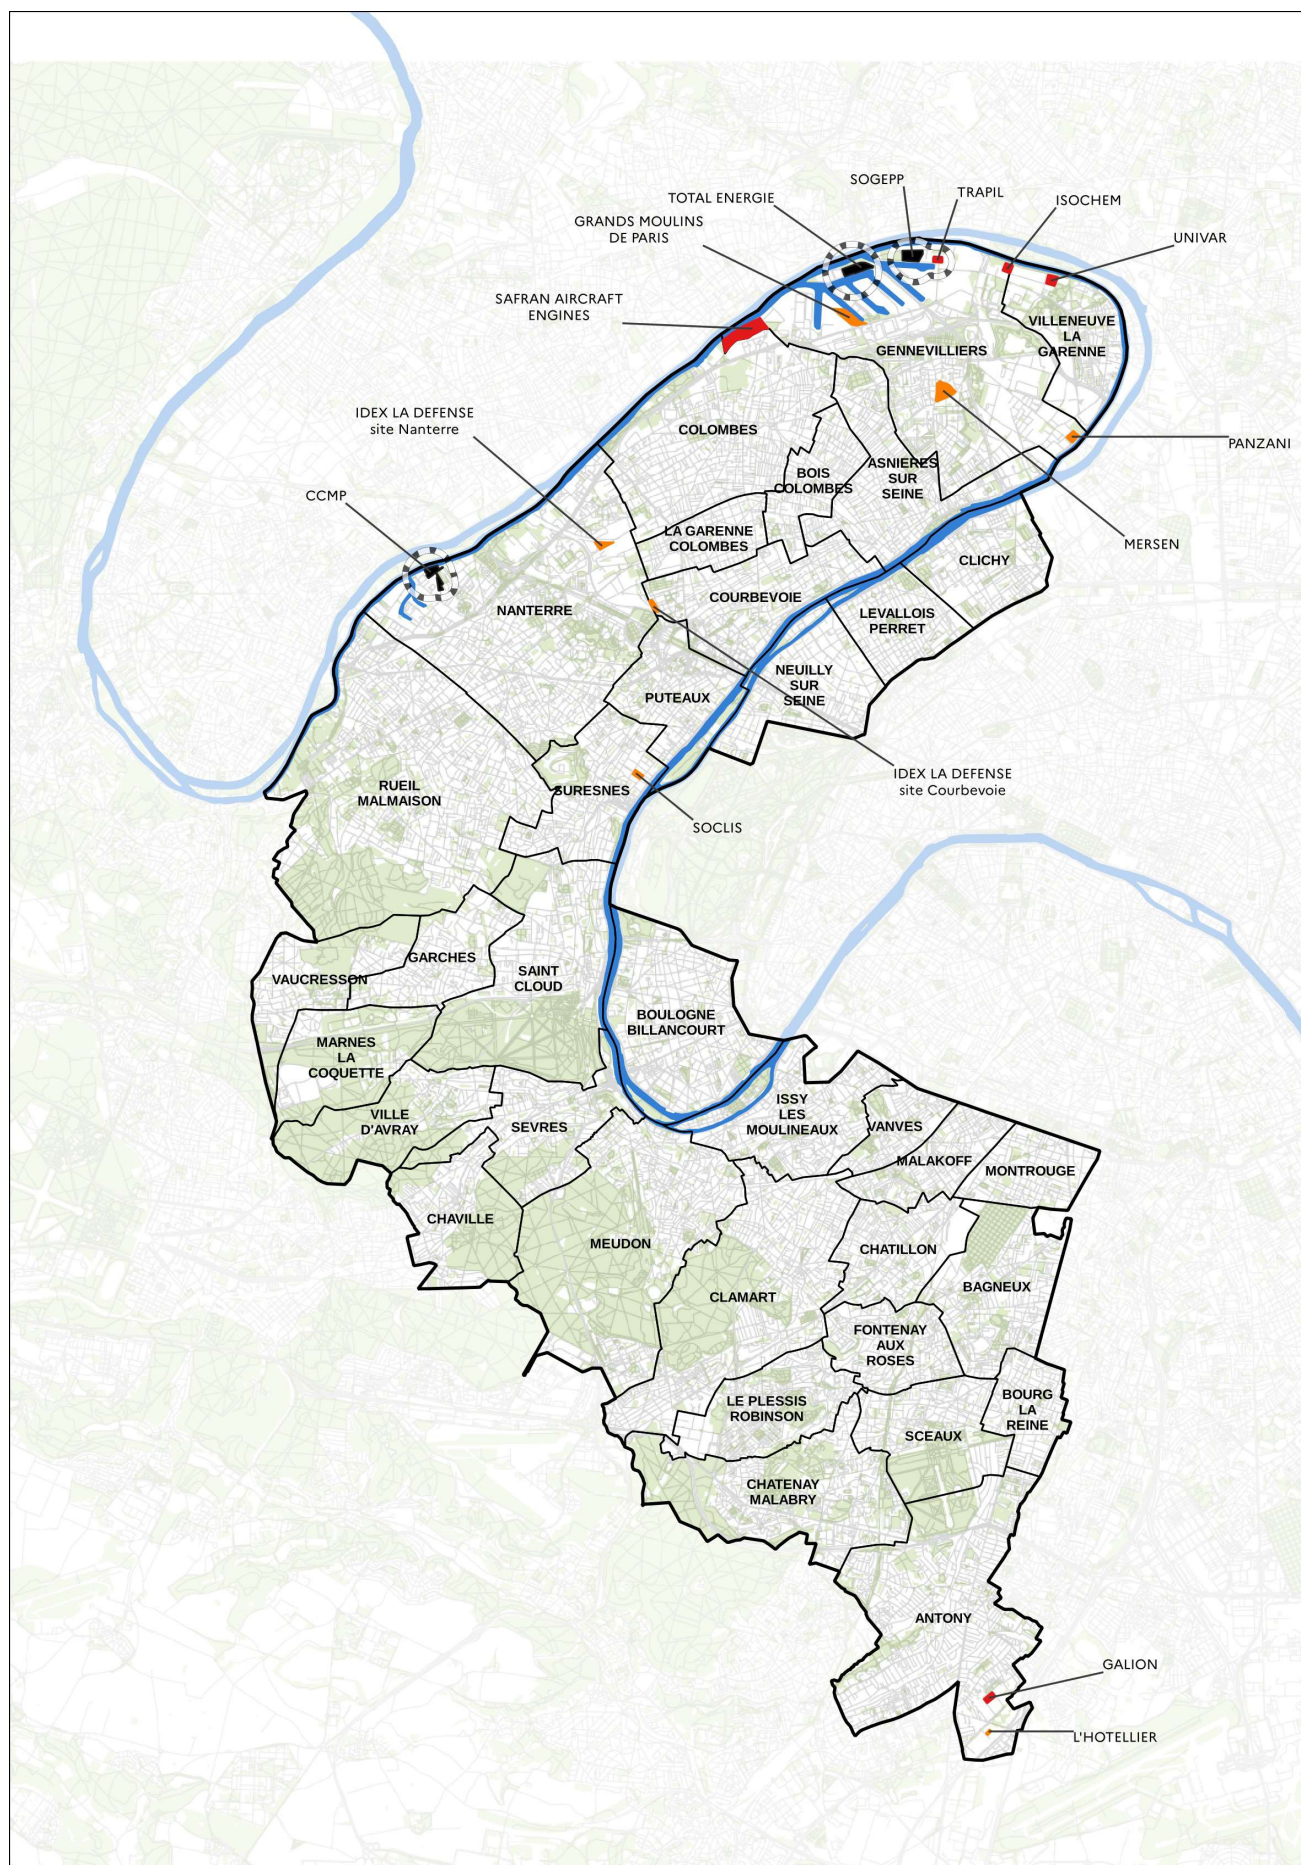 SOGEPP
TRAPIL
TOTAL ENERGIE
ISOCHEM
GRANDS MOULINS
DE PARIS
UNIVAR
SAFRAN AIRCRAFT
ENGINES
VILLENEUVE
LA
GARENNE
GENNEVILLIERS
IDEX LA DEFENSE
site Nanterre
COLOMBES
PANZANI
ASNIERES
SUR
SEINE
BOIS
COLOMBES
CCMP
LA GARENNE
COLOMBES
MERSEN
CLICHY
COURBEVOIE
NANTERRE
LEVALLOIS
PERRET
NEUILLY
SUR
SEINE
PUTEAUX
IDEX LA DEFENSE
site Courbevoie
RUEIL
MALMAISON
SURESNES
SOCLIS
GARCHES
VAUCRESSON
SAINT
CLOUD
BOULOGNE
BILLANCOURT
MARNES
LA
COQUETTE
ISSY
LES
MOULINEAUX
VILLE
D'AVRAY
SEVRES
VANVES
MALAKOFF
MONTROUGE
CHAVILLE
MEUDON
CHATILLON
BAGNEUX
CLAMART
FONTENAY
AUX
ROSES
LE PLESSIS
ROBINSON
BOURG
LA
REINE
SCEAUX
CHATENAY
MALABRY
ANTONY
GALION
L'HOTELLIER